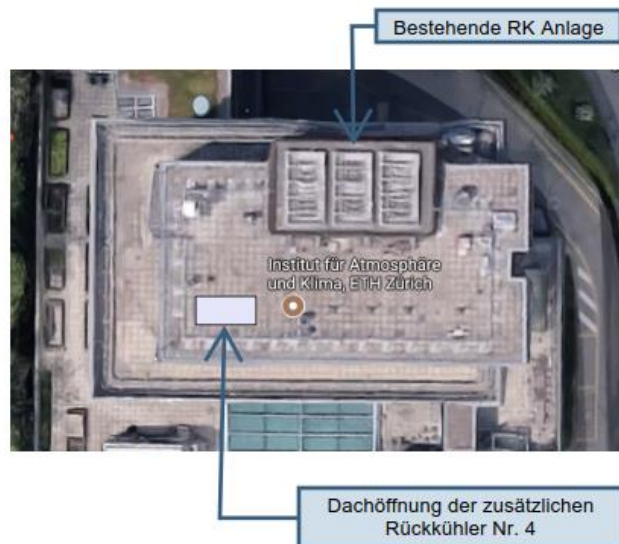 Bestehende RK Anlage
Institut für Atmosphäre
und Klima, ETH Zürich
Dachöffnung der zusätzlichen
Rückkühler Nr. 4